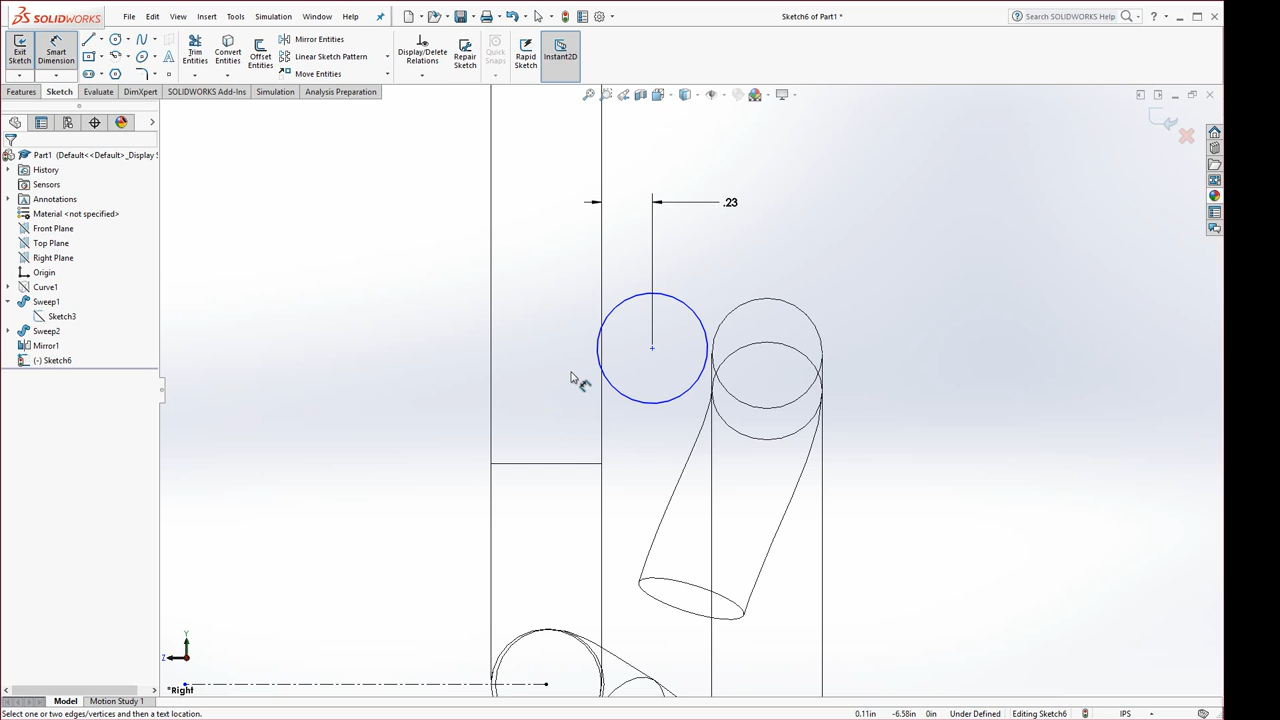 SOLIDWORKS File Edit View Insert Tools Simulation Window Help Sketch6 of Part1 * Search SOLIDWORKS Help
Exit Sketch
Smart Dimension
Trim Entities
Convert Entities
Offset Entities
Mirror Entities
Linear Sketch Pattern
Move Entities
Display/Delete Relations
Repair Sketch
Quick Snaps
Rapid Sketch
Instant2D
Features Sketch Evaluate DimXpert SOLIDWORKS Add-Ins Simulation Analysis Preparation
Part1 (Default<<Default>_Display S
History
Sensors
Annotations
Material <not specified>
Front Plane
Top Plane
Right Plane
Origin
Curve1
Sweep1
Sketch3
Sweep2
Mirror1
(-) Sketch6
.23
Y
Z
*Right
Model Motion Study 1
Select one or two edges/vertices and then a text location. 0.11in -6.58in 0in Under Defined Editing Sketch6 IPS